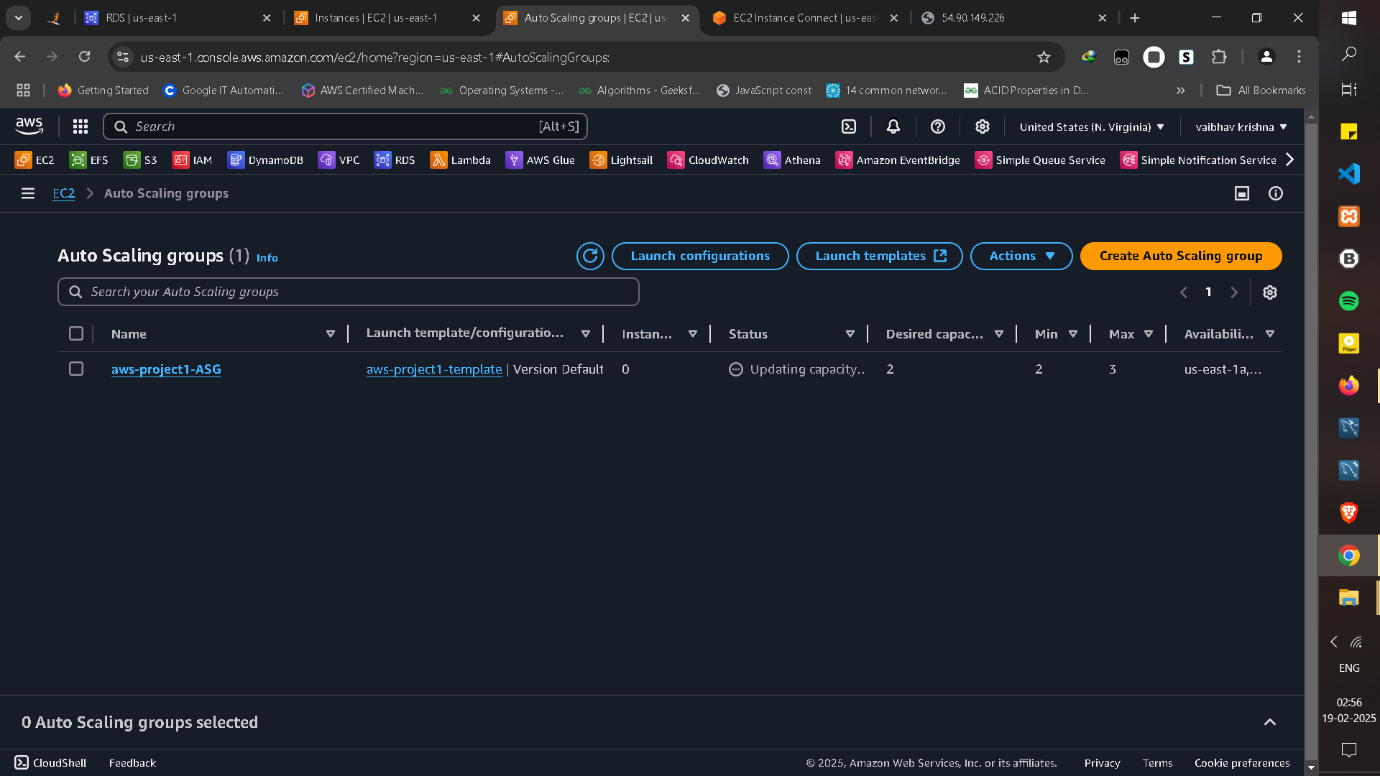 RDS | us-east-1
Instances | EC2 | us-east-1
Auto Scaling groups | EC2 | us-
EC2 Instance Connect | us-eas
54.90.149.226
us-east-1.console.aws.amazon.com/ec2/home?region=us-east-1#AutoScalingGroups:
Getting Started
Google IT Automati...
AWS Certified Mach...
Operating Systems -...
Algorithms - Geeksf...
JavaScript const
14 common networ...
ACID Properties in D...
»
All Bookmarks
aws
Search
[Alt+S]
United States (N. Virginia)
vaibhav krishna
EC2
EFS
S3
IAM
DynamoDB
VPC
RDS
Lambda
AWS Glue
Lightsail
CloudWatch
Athena
Amazon EventBridge
Simple Queue Service
Simple Notification Service
EC2
Auto Scaling groups
Auto Scaling groups (1) Info
Launch configurations
Launch templates
Actions
Create Auto Scaling group
Search your Auto Scaling groups
1
Name
Launch template/configuratio...
Instan...
Status
Desired capac...
Min
Max
Availabili...
aws-project1-ASG
aws-project1-template | Version Default
0
Updating capacity..
2
2
3
us-east-1a,...
0 Auto Scaling groups selected
CloudShell
Feedback
© 2025, Amazon Web Services, Inc. or its affiliates.
Privacy
Terms
Cookie preferences
ENG
02:56
19-02-2025